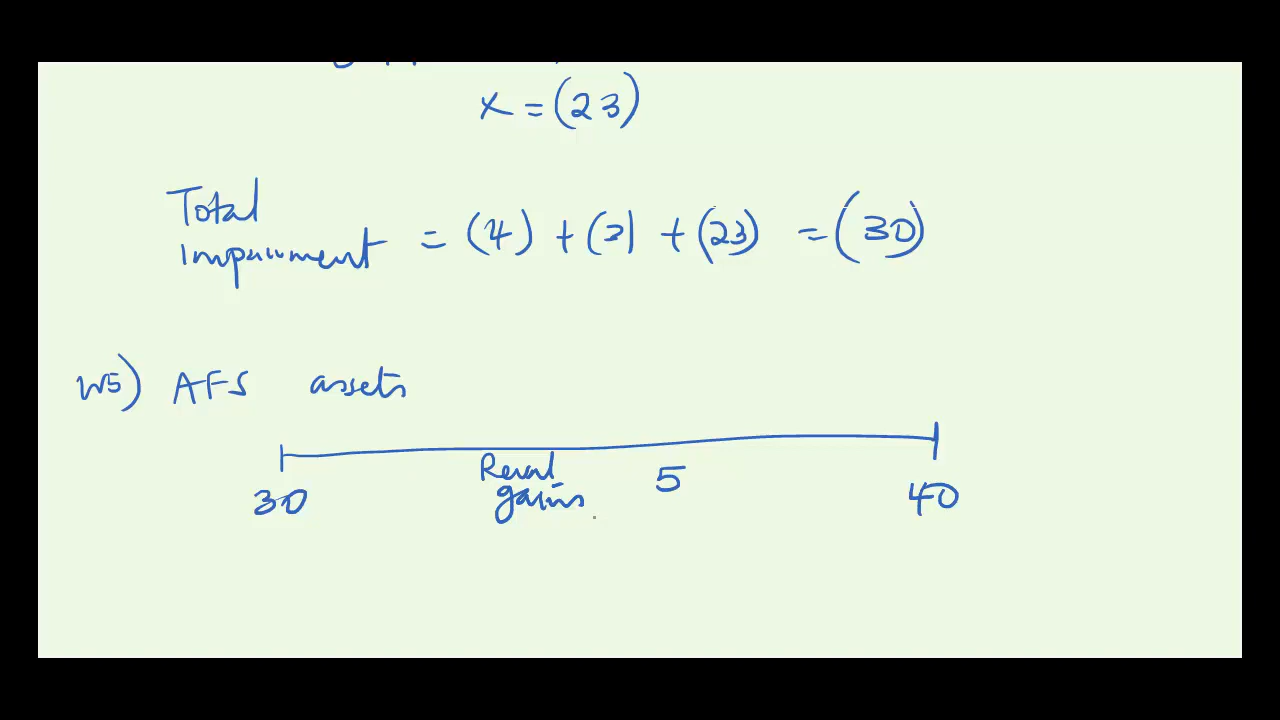 x = (23)
Total
Impairment = (4) + (3) + (23) = (30)
W5) AFS assets
Reval
gains
5
30
40